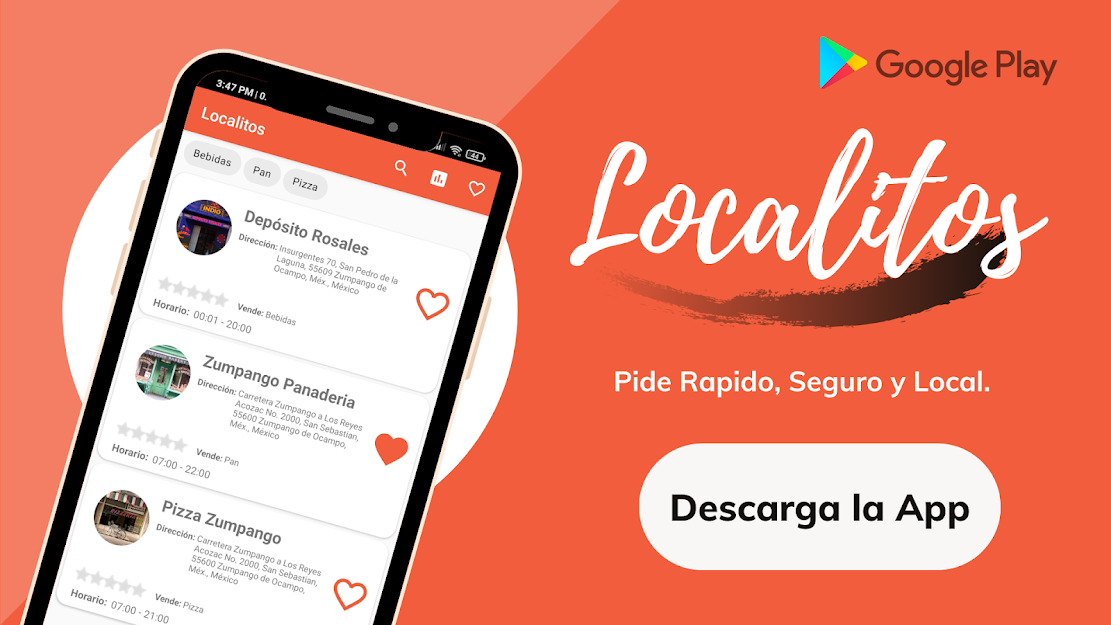 3:47 PM | 0.
44
Localitos
Bebidas
Pan
Pizza
INDIO
Depósito Rosales
Dirección: Insurgentes 70, San Pedro de la
Laguna, 55609 Zumpango de
Ocampo, Méx., México
Vende: Bebidas
Horario: 00:01 - 20:00
Zumpango Panaderia
Dirección: Carretera Zumpango a Los Reyes
Acozac No. 2000, San Sebastian,
55600 Zumpango de Ocampo,
Méx., México
Vende: Pan
Horario: 07:00 - 22:00
Pizza Zumpango
Dirección: Carretera Zumpango a Los Reyes
Acozac No. 2000, San Sebastian,
55600 Zumpango de Ocampo,
Méx., México
Vende: Pizza
Horario: 07:00 - 21:00
Google Play
Localitos
Pide Rapido, Seguro y Local.
Descarga la App